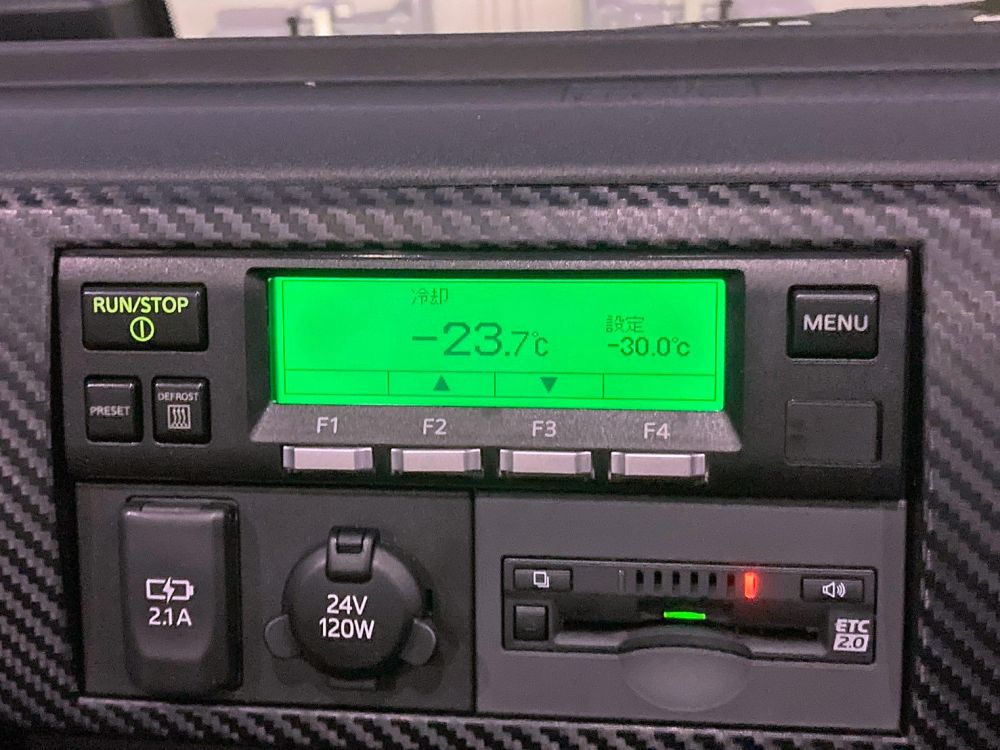 RUN/STOP
冷却
-23.7℃
設定
-30.0℃
▲ ▼
MENU
PRESET
DEFROST
F1 F2 F3 F4
2.1A
24V
120W
ETC
2.0